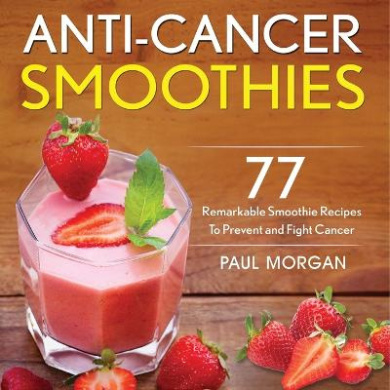 ANTI-CANCER
SMOOTHIES
77
Remarkable Smoothie Recipes
To Prevent and Fight Cancer
PAUL MORGAN